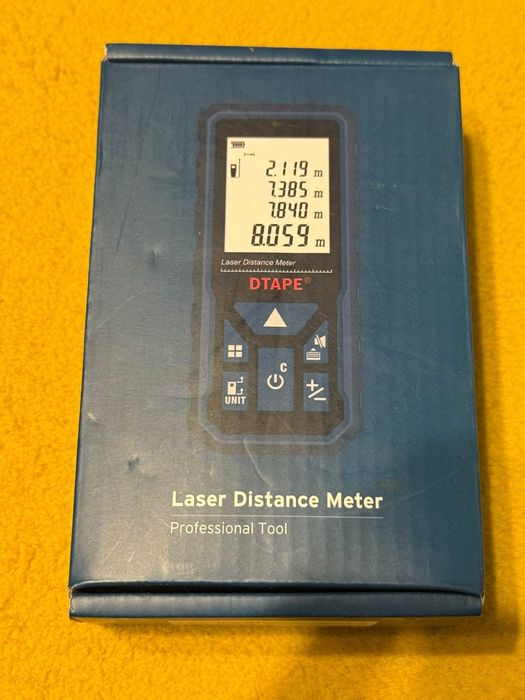 2.119 m
7.385 m
7.840 m
8.059 m
Laser Distance Meter
DTAPE®
C
UNIT
Laser Distance Meter
Professional Tool